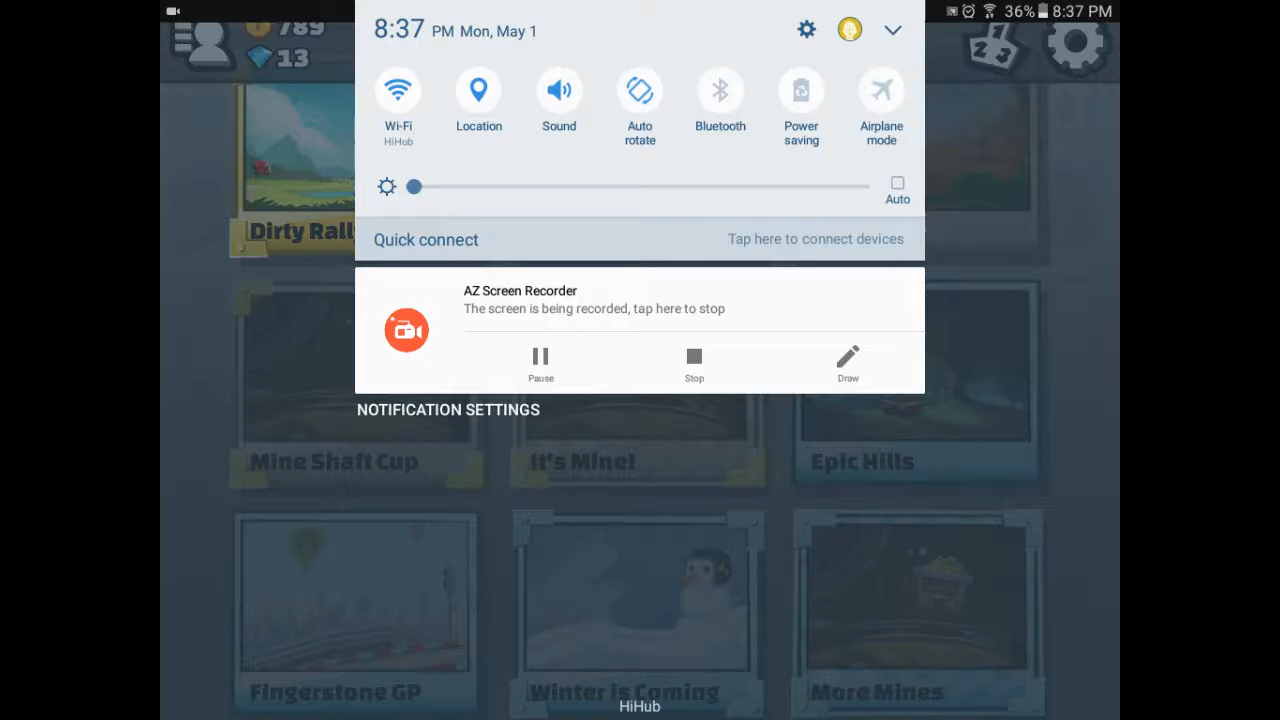 8:37 PM Mon, May 1
36% 8:37 PM
789
13
Wi-Fi
HiHub
Location
Sound
Auto
rotate
Bluetooth
Power
saving
Airplane
mode
Auto
Quick connect
Tap here to connect devices
AZ Screen Recorder
The screen is being recorded, tap here to stop
Pause
Stop
Draw
NOTIFICATION SETTINGS
Dirty Rall
Mine Shaft Cup
It's Mine!
Epic Hills
Fingerstone GP
Winter is Coming
More Mines
HiHub